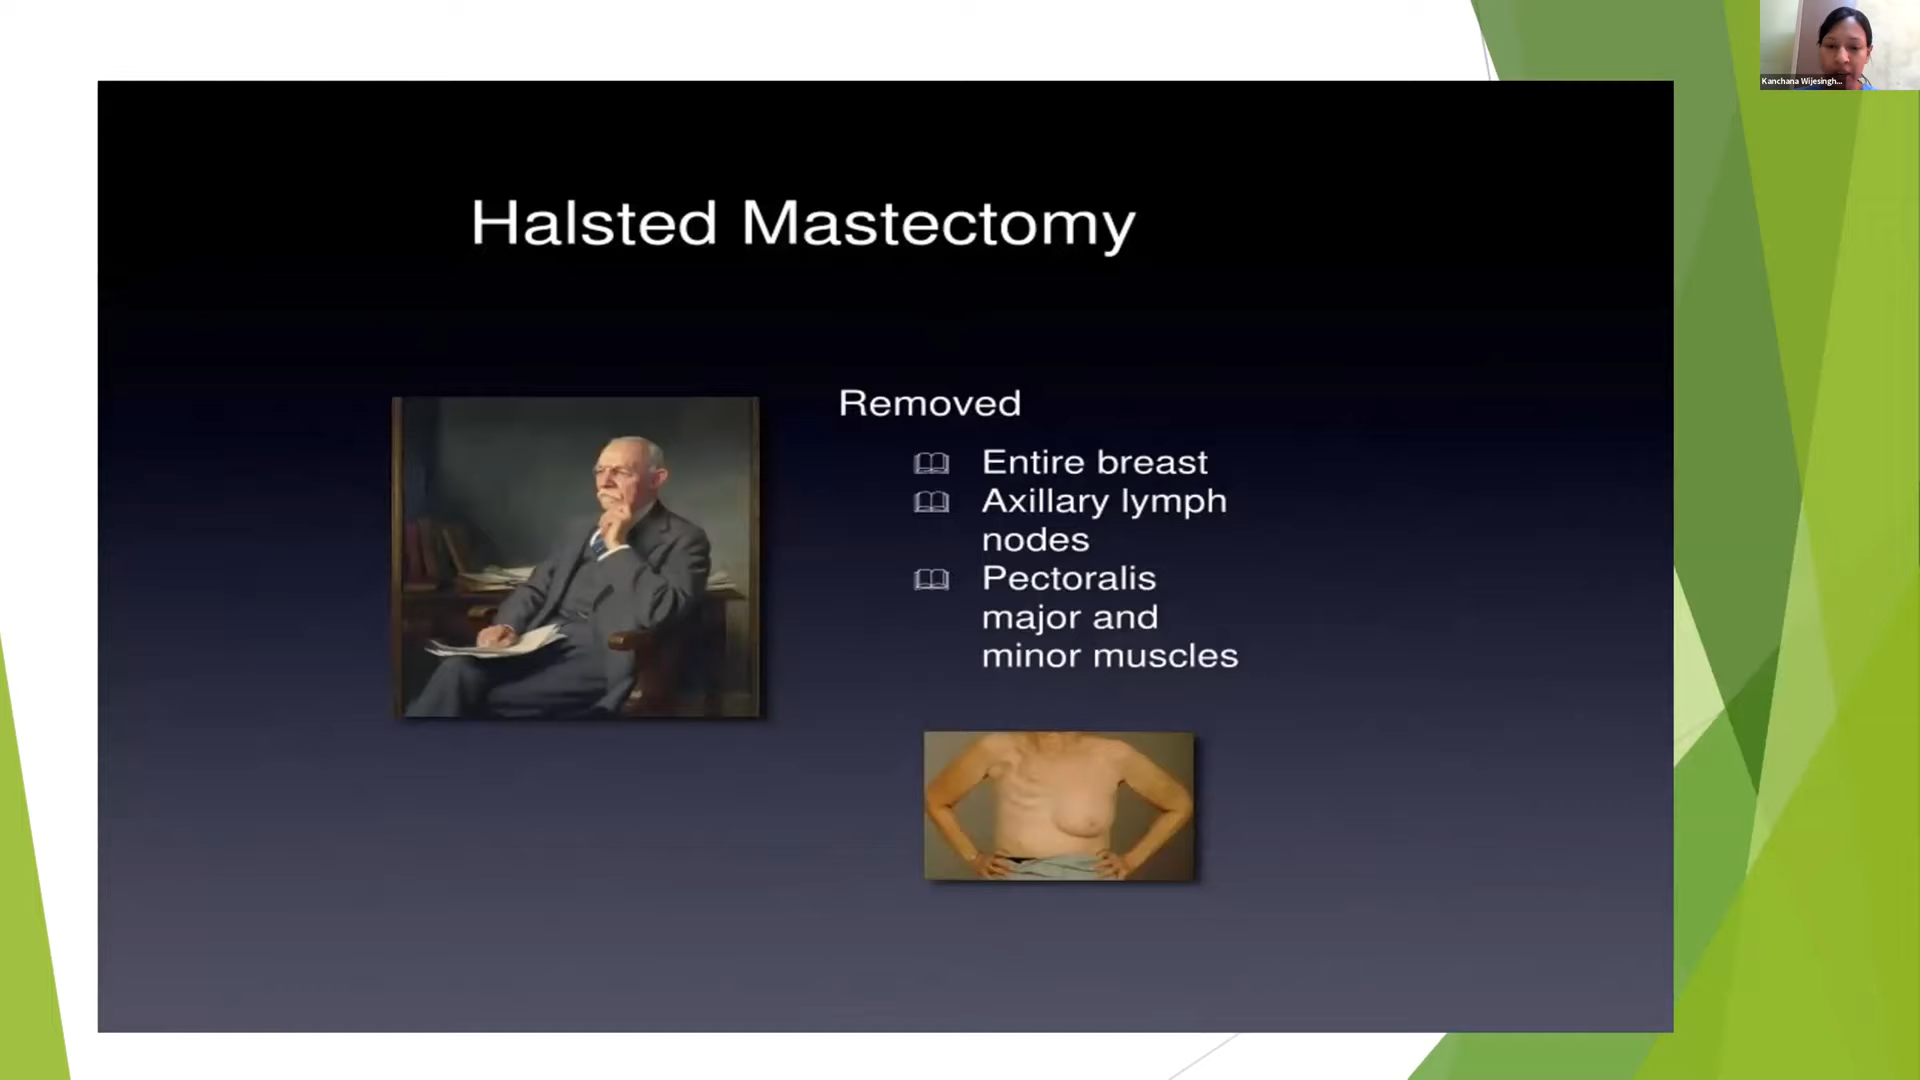 Kanchana Wijesingh...
Halsted Mastectomy
Removed
Entire breast
Axillary lymph
nodes
Pectoralis
major and
minor muscles